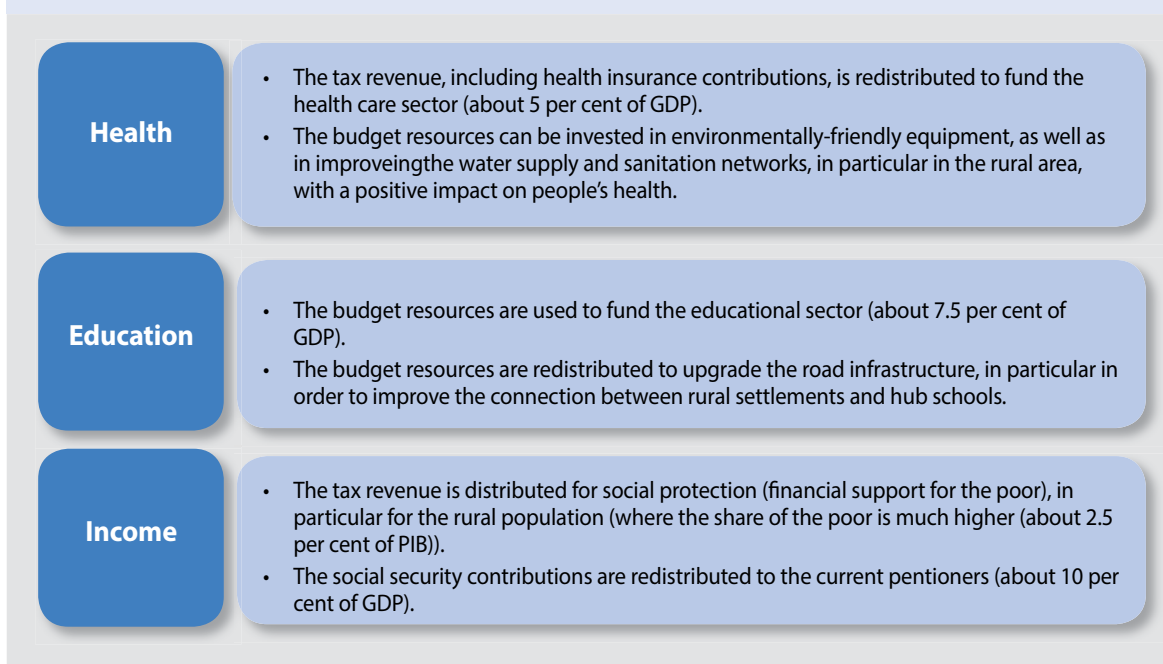 Health
• The tax revenue, including health insurance contributions, is redistributed to fund the
health care sector (about 5 per cent of GDP).
• The budget resources can be invested in environmentally-friendly equipment, as well as
in improveingthe water supply and sanitation networks, in particular in the rural area,
with a positive impact on people’s health.
Education
• The budget resources are used to fund the educational sector (about 7.5 per cent of
GDP).
• The budget resources are redistributed to upgrade the road infrastructure, in particular in
order to improve the connection between rural settlements and hub schools.
Income
• The tax revenue is distributed for social protection (financial support for the poor), in
particular for the rural population (where the share of the poor is much higher (about 2.5
per cent of PIB)).
• The social security contributions are redistributed to the current pentioners (about 10 per
cent of GDP).